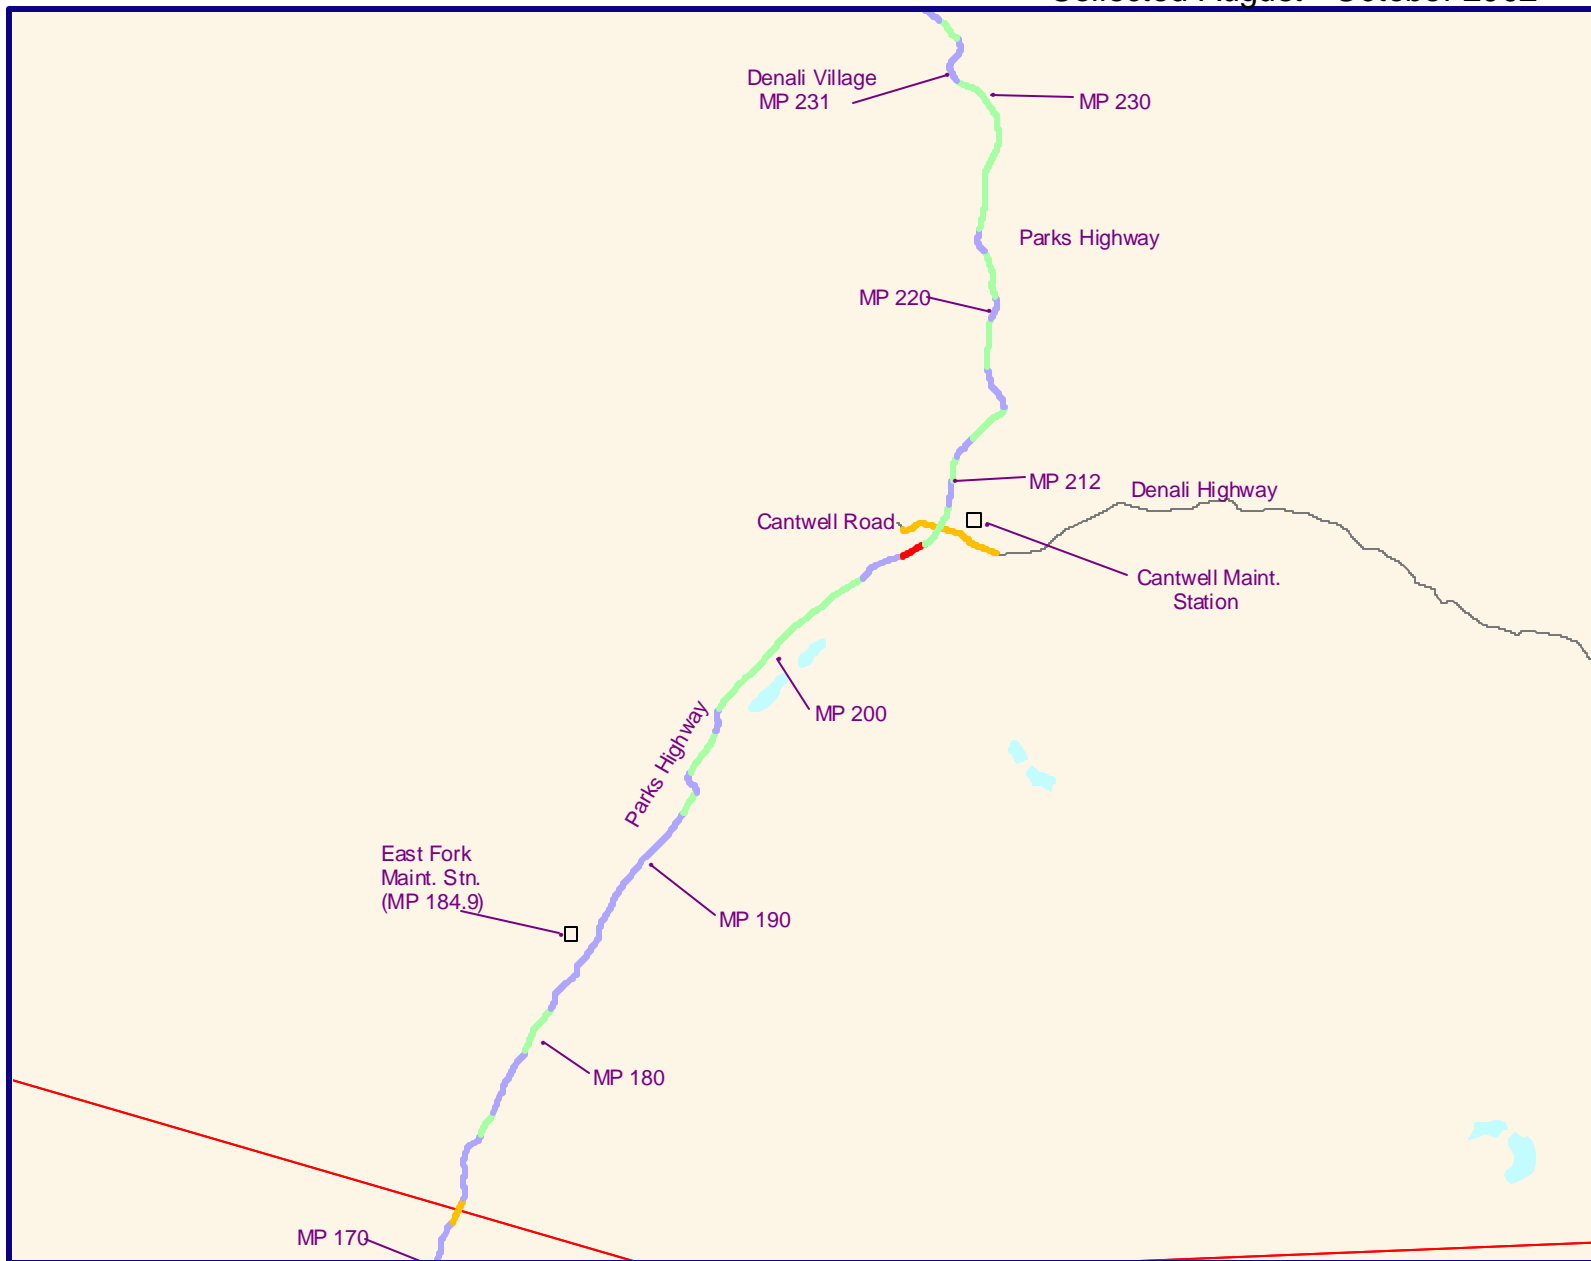 Denali Village
MP 231
MP 230
Parks Highway
MP 220
MP 212
Denali Highway
Cantwell Road
Cantwell Maint.
Station
MP 200
Parks Highway
East Fork
Maint. Stn.
(MP 184.9)
MP 190
MP 180
MP 170